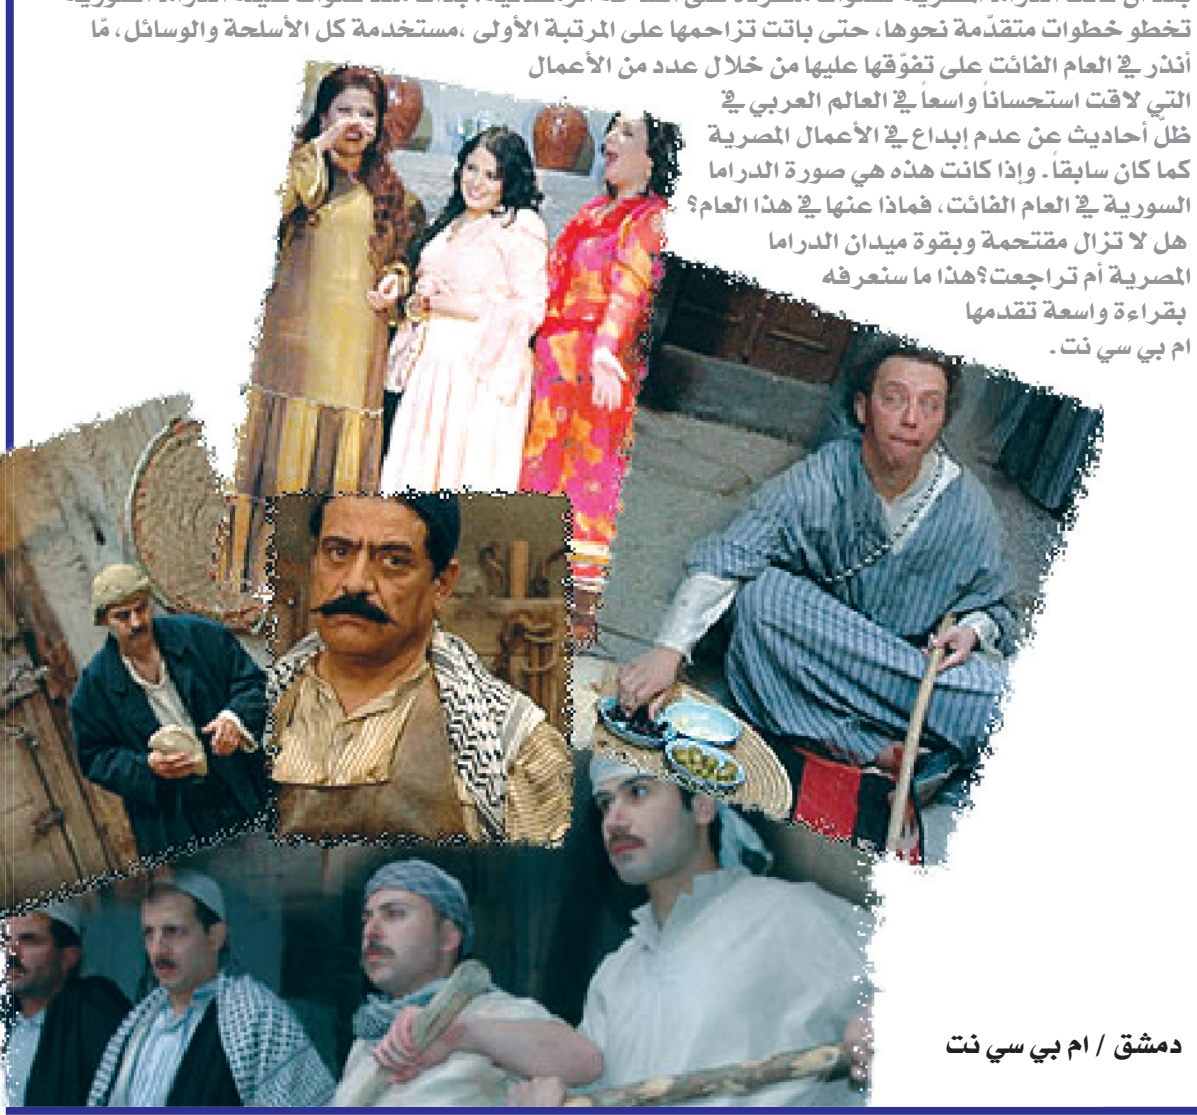 تخطو خطوات متقدّمة نحوها، حتى باتت تزاحمها على المرتبة الأولى ،مستخدمة كل الأسلحة والوسائل، مّا
أنذر في العام الفائت على تفوّقها عليها من خلال عدد من الأعمال
التي لاقت استحساناً واسعاً في العالم العربي في
ظلّ أحاديث عن عدم إبداع في الأعمال المصرية
كما كان سابقاً. وإذا كانت هذه هي صورة الدراما
السورية في العام الفائت، فماذا عنها في هذا العام؟
هل لا تزال مقتحمة وبقوة ميدان الدراما
المصرية أم تراجعت؟هذا ما سنعرفه
بقراءة واسعة تقدمها
ام بي سي نت.
دمشق / ام بي سي نت